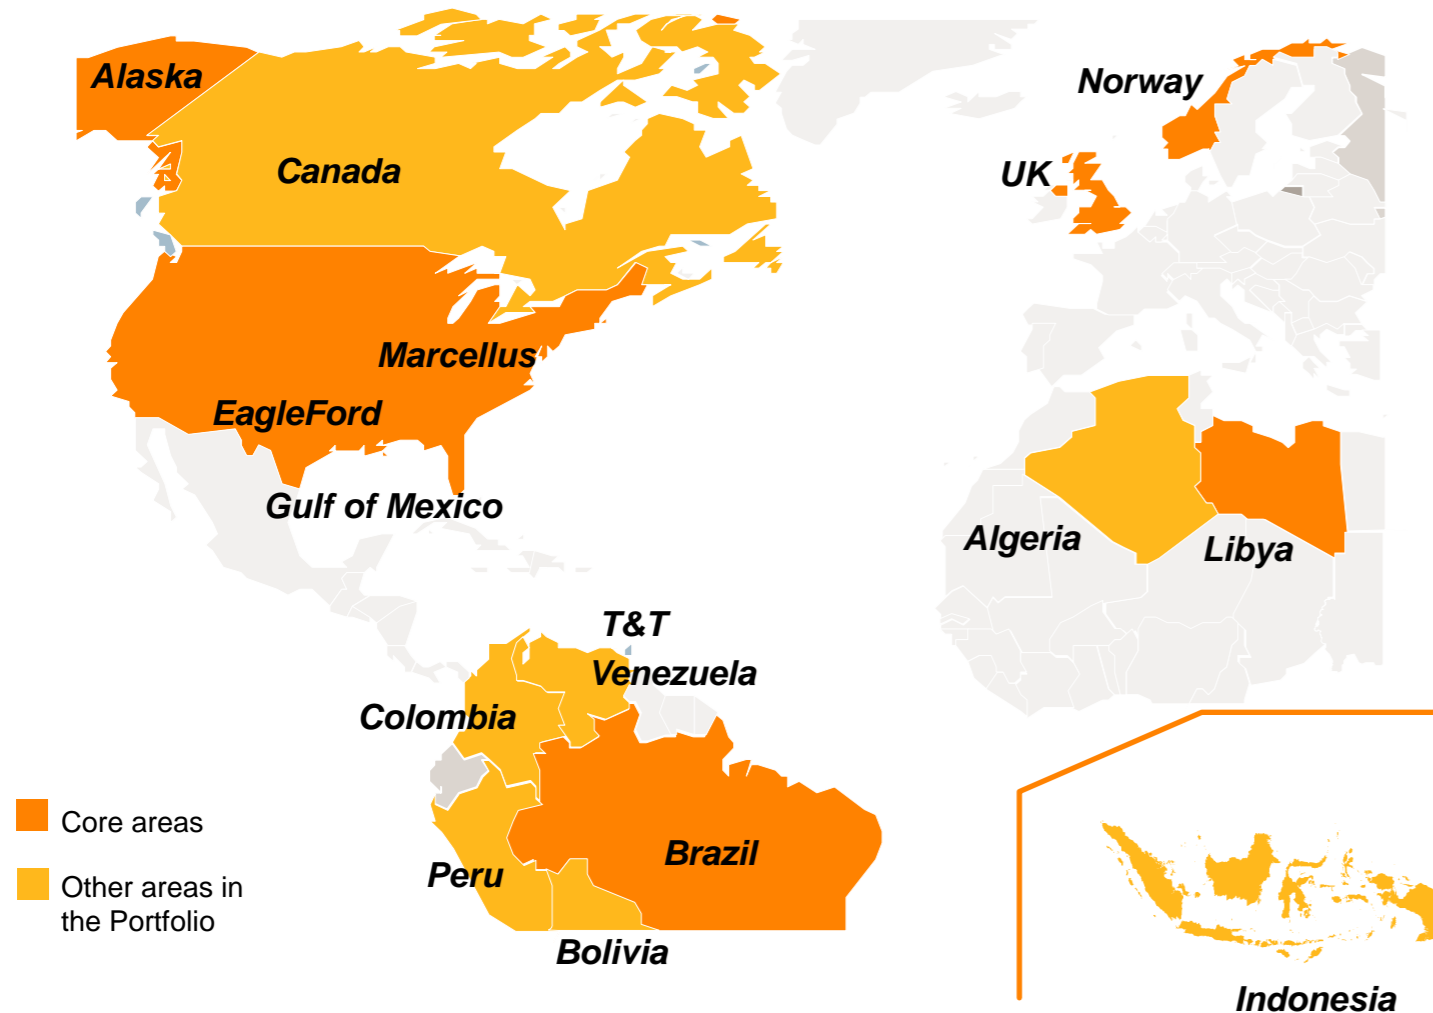 Alaska
Norway
Canada
UK
Marcellus
EagleFord
Gulf of Mexico
Algeria
Libya
T&T
Venezuela
Colombia
Core areas
Brazil
Peru
Other areas in
the Portfolio
Bolivia
Indonesia